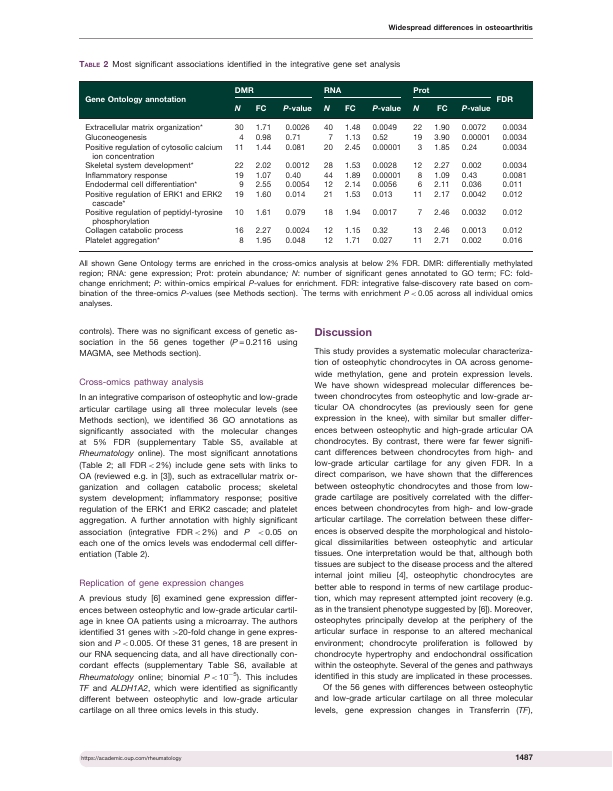 Widespread differences in osteoarthritis
TABLE 2 Most significant associations identified in the integrative gene set analysis
Gene Ontology annotation DMR RNA Prot FDR
N FC P-value N FC P-value N FC P-value
Extracellular matrix organization* 30 1.71 0.0026 40 1.48 0.0049 22 1.90 0.0072 0.0034
Gluconeogenesis 4 0.98 0.71 7 1.13 0.52 19 3.90 0.00001 0.0034
Positive regulation of cytosolic calcium 11 1.44 0.081 20 2.45 0.00001 3 1.85 0.24 0.0034
ion concentration
Skeletal system development* 22 2.02 0.0012 28 1.53 0.0028 12 2.27 0.002 0.0034
Inflammatory response 19 1.07 0.40 44 1.89 0.00001 8 1.09 0.43 0.0081
Endodermal cell differentiation* 9 2.55 0.0054 12 2.14 0.0056 6 2.11 0.036 0.011
Positive regulation of ERK1 and ERK2 19 1.60 0.014 21 1.53 0.013 11 2.17 0.0042 0.012
cascade*
Positive regulation of peptidyl-tyrosine 10 1.61 0.079 18 1.94 0.0017 7 2.46 0.0032 0.012
phosphorylation
Collagen catabolic process 16 2.27 0.0024 12 1.15 0.32 13 2.46 0.0013 0.012
Platelet aggregation* 8 1.95 0.048 12 1.71 0.027 11 2.71 0.002 0.016
All shown Gene Ontology terms are enriched in the cross-omics analysis at below 2% FDR. DMR: differentially methylated
region; RNA: gene expression; Prot: protein abundance; N: number of significant genes annotated to GO term; FC: fold-
change enrichment; P: within-omics empirical P-values for enrichment. FDR: integrative false-discovery rate based on com-
bination of the three-omics P-values (see Methods section). *The terms with enrichment P < 0.05 across all individual omics
analyses.
controls). There was no significant excess of genetic as-
sociation in the 56 genes together (P = 0.2116 using
MAGMA, see Methods section).
Cross-omics pathway analysis
In an integrative comparison of osteophytic and low-grade
articular cartilage using all three molecular levels (see
Methods section), we identified 36 GO annotations as
significantly associated with the molecular changes
at 5% FDR (supplementary Table S5, available at
Rheumatology online). The most significant annotations
(Table 2; all FDR < 2%) include gene sets with links to
OA (reviewed e.g. in [3]), such as extracellular matrix or-
ganization and collagen catabolic process; skeletal
system development; inflammatory response; positive
regulation of the ERK1 and ERK2 cascade; and platelet
aggregation. A further annotation with highly significant
association (integrative FDR < 2%) and P < 0.05 on
each one of the omics levels was endodermal cell differ-
entiation (Table 2).
Replication of gene expression changes
A previous study [6] examined gene expression differ-
ences between osteophytic and low-grade articular cartil-
age in knee OA patients using a microarray. The authors
identified 31 genes with >20-fold change in gene expres-
sion and P < 0.005. Of these 31 genes, 18 are present in
our RNA sequencing data, and all have directionally con-
cordant effects (supplementary Table S6, available at
Rheumatology online; binomial P < 10⁻⁵). This includes
TF and ALDH1A2, which were identified as significantly
different between osteophytic and low-grade articular
cartilage on all three omics levels in this study.
Discussion
This study provides a systematic molecular characteriza-
tion of osteophytic chondrocytes in OA across genome-
wide methylation, gene and protein expression levels.
We have shown widespread molecular differences be-
tween chondrocytes from osteophytic and low-grade ar-
ticular OA chondrocytes (as previously seen for gene
expression in the knee), with similar but smaller differ-
ences between osteophytic and high-grade articular OA
chondrocytes. By contrast, there were far fewer signifi-
cant differences between chondrocytes from high- and
low-grade articular cartilage for any given FDR. In a
direct comparison, we have shown that the differences
between osteophytic chondrocytes and those from low-
grade cartilage are positively correlated with the differ-
ences between chondrocytes from high- and low-grade
articular cartilage. The correlation between these differ-
ences is observed despite the morphological and histolo-
gical dissimilarities between osteophytic and articular
tissues. One interpretation would be that, although both
tissues are subject to the disease process and the altered
internal joint milieu [4], osteophytic chondrocytes are
better able to respond in terms of new cartilage produc-
tion, which may represent attempted joint recovery (e.g.
as in the transient phenotype suggested by [6]). Moreover,
osteophytes principally develop at the periphery of the
articular surface in response to an altered mechanical
environment; chondrocyte proliferation is followed by
chondrocyte hypertrophy and endochondral ossification
within the osteophyte. Several of the genes and pathways
identified in this study are implicated in these processes.
Of the 56 genes with differences between osteophytic
and low-grade articular cartilage on all three molecular
levels, gene expression changes in Transferrin (TF),
https://academic.oup.com/rheumatology
1487